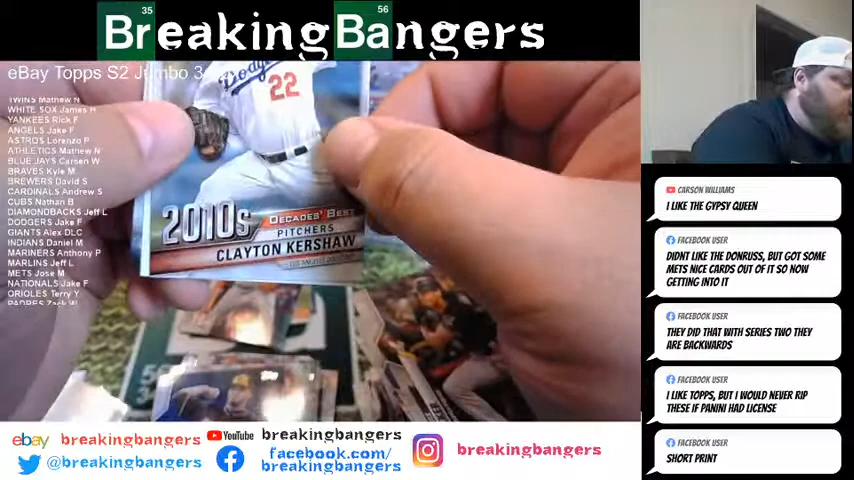 35
56
BreakingBangers
eBay Topps S2 Jumbo 3
TWINS Mathew N
WHITE SOX James H
YANKEES Rick F
ANGELS Jake F
ASTROS Lorenzo P
ATHLETICS Mathew N
BLUE JAYS Carsen W
BRAVES Kyle M
BREWERS David S
CARDINALS Andrew S
CUBS Nathan B
DIAMONDBACKS Jeff L
DODGERS Jake F
GIANTS Alex DLC
INDIANS Daniel M
MARINERS Anthony P
MARLINS Jeff L
METS Jose M
NATIONALS Jake F
ORIOLES Terry Y
PADRES Zack W
Dodgers
22
2010s
DECADES' BEST
PITCHERS
CLAYTON KERSHAW
CARSON WILLIAMS
I LIKE THE GYPSY QUEEN
FACEBOOK USER
DIDNT LIKE THE DONRUSS, BUT GOT SOME
METS NICE CARDS OUT OF IT SO NOW
GETTING INTO IT
FACEBOOK USER
THEY DID THAT WITH SERIES TWO THEY
ARE BACKWARDS
FACEBOOK USER
I LIKE TOPPS, BUT I WOULD NEVER RIP
THESE IF PANINI HAD LICENSE
FACEBOOK USER
SHORT PRINT
ebay breakingbangers
YouTube breakingbangers
@breakingbangers
facebook.com/
breakingbangers
breakingbangers